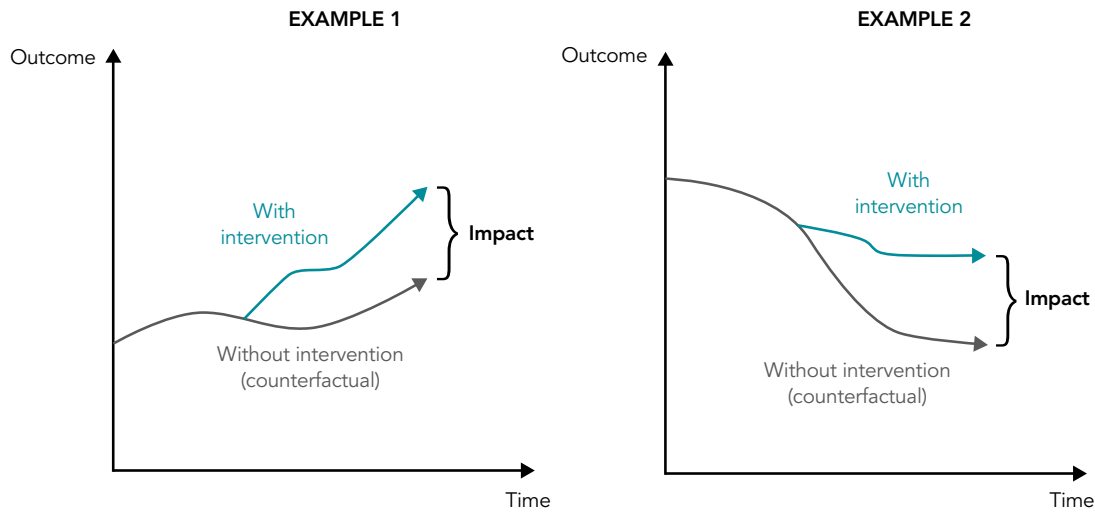 EXAMPLE 1
Outcome
With
intervention
Impact
Without intervention
(counterfactual)
Time
EXAMPLE 2
Outcome
With
intervention
Impact
Without intervention
(counterfactual)
Time